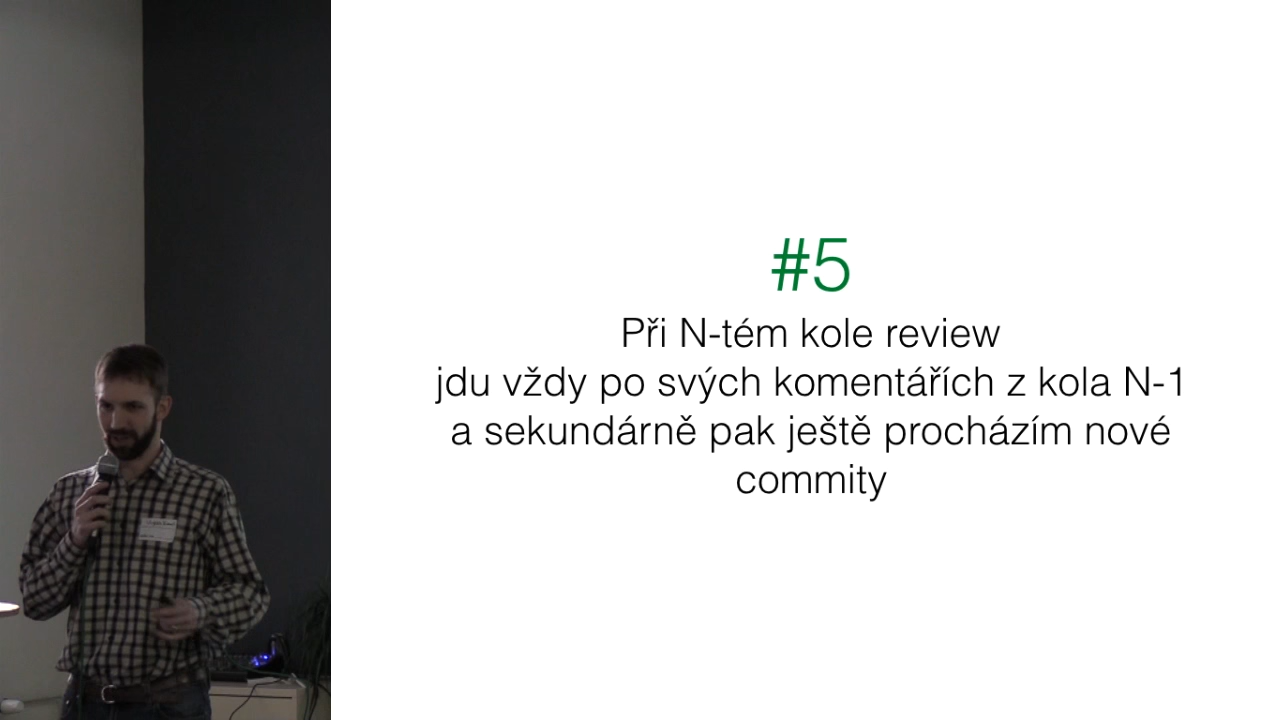 #5
Při N-tém kole review
jdu vždy po svých komentářích z kola N-1
a sekundárně pak ještě procházím nové
commity